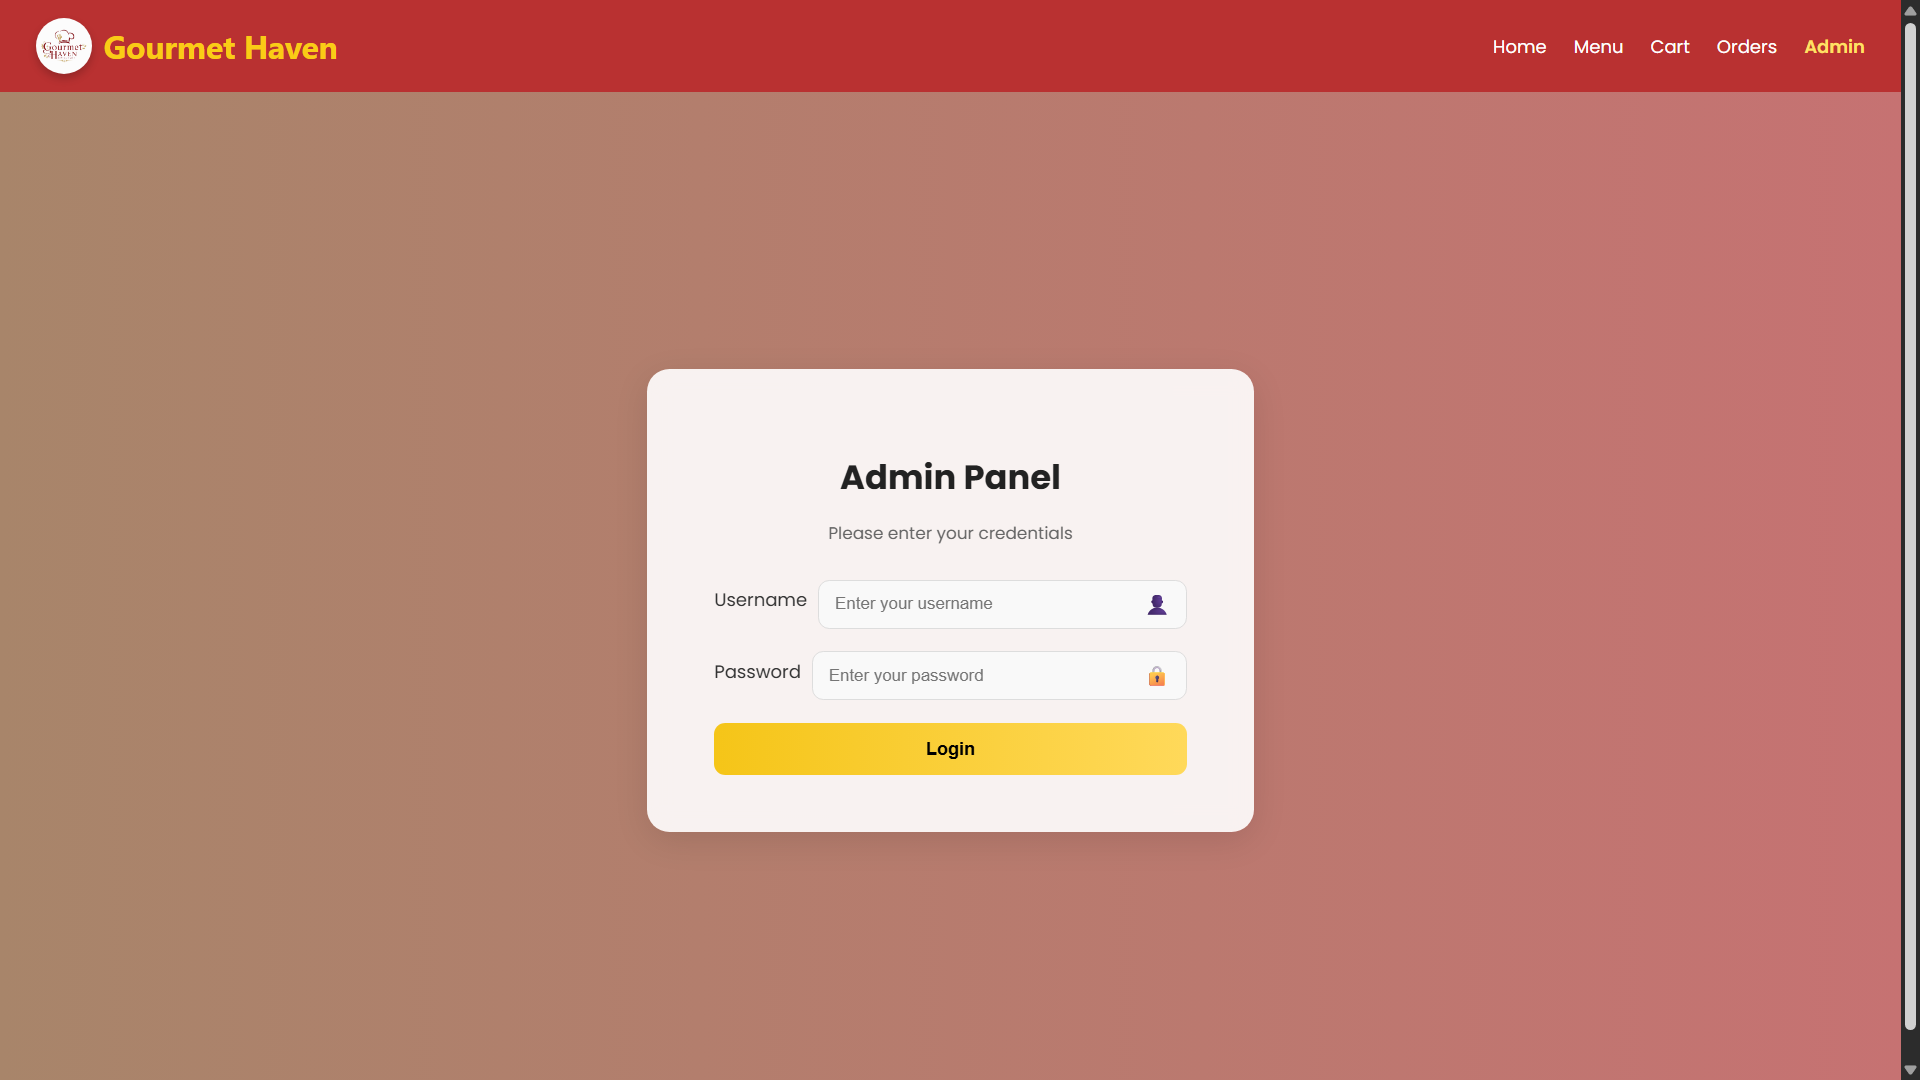 Gourmet Haven
Gourmet Haven
Home Menu Cart Orders Admin
Admin Panel
Please enter your credentials
Username
Enter your username
Password
Enter your password
Login